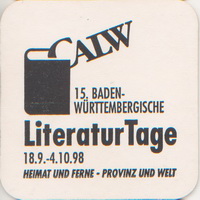 CALW
15. BADEN-
WÜRTTEMBERGISCHE
LiteraturTage
18.9.-4.10.98
HEIMAT UND FERNE - PROVINZ UND WELT